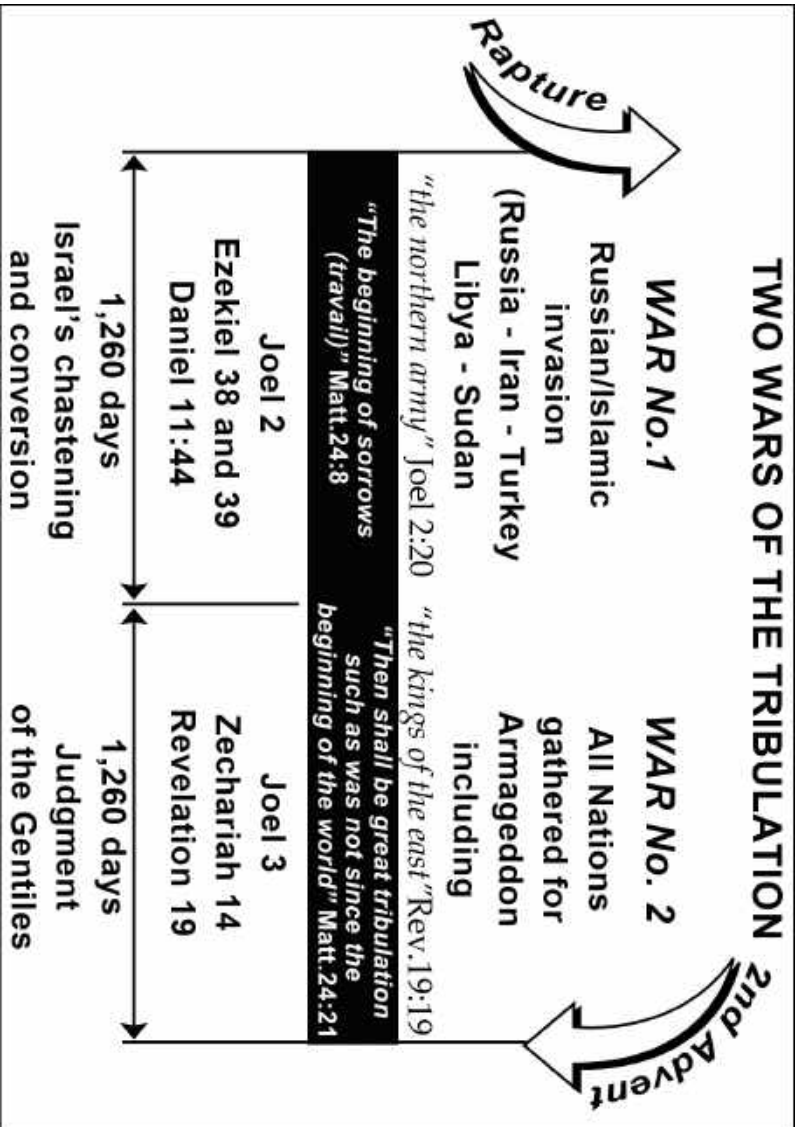 TWO WARS OF THE TRIBULATION
Rapture
WAR No.1
Russian/Islamic
invasion
(Russia - Iran - Turkey
Libya - Sudan
"the northern army" Joel 2:20
"The beginning of sorrows
(travail)" Matt.24:8
Joel 2
Ezekiel 38 and 39
Daniel 11:44
1,260 days
Israel's chastening
and conversion
2nd Advent
WAR No. 2
All Nations
gathered for
Armageddon
including
"the kings of the east"Rev.19:19
"Then shall be great tribulation
such as was not since the
beginning of the world" Matt.24:21
Joel 3
Zechariah 14
Revelation 19
1,260 days
Judgment
of the Gentiles